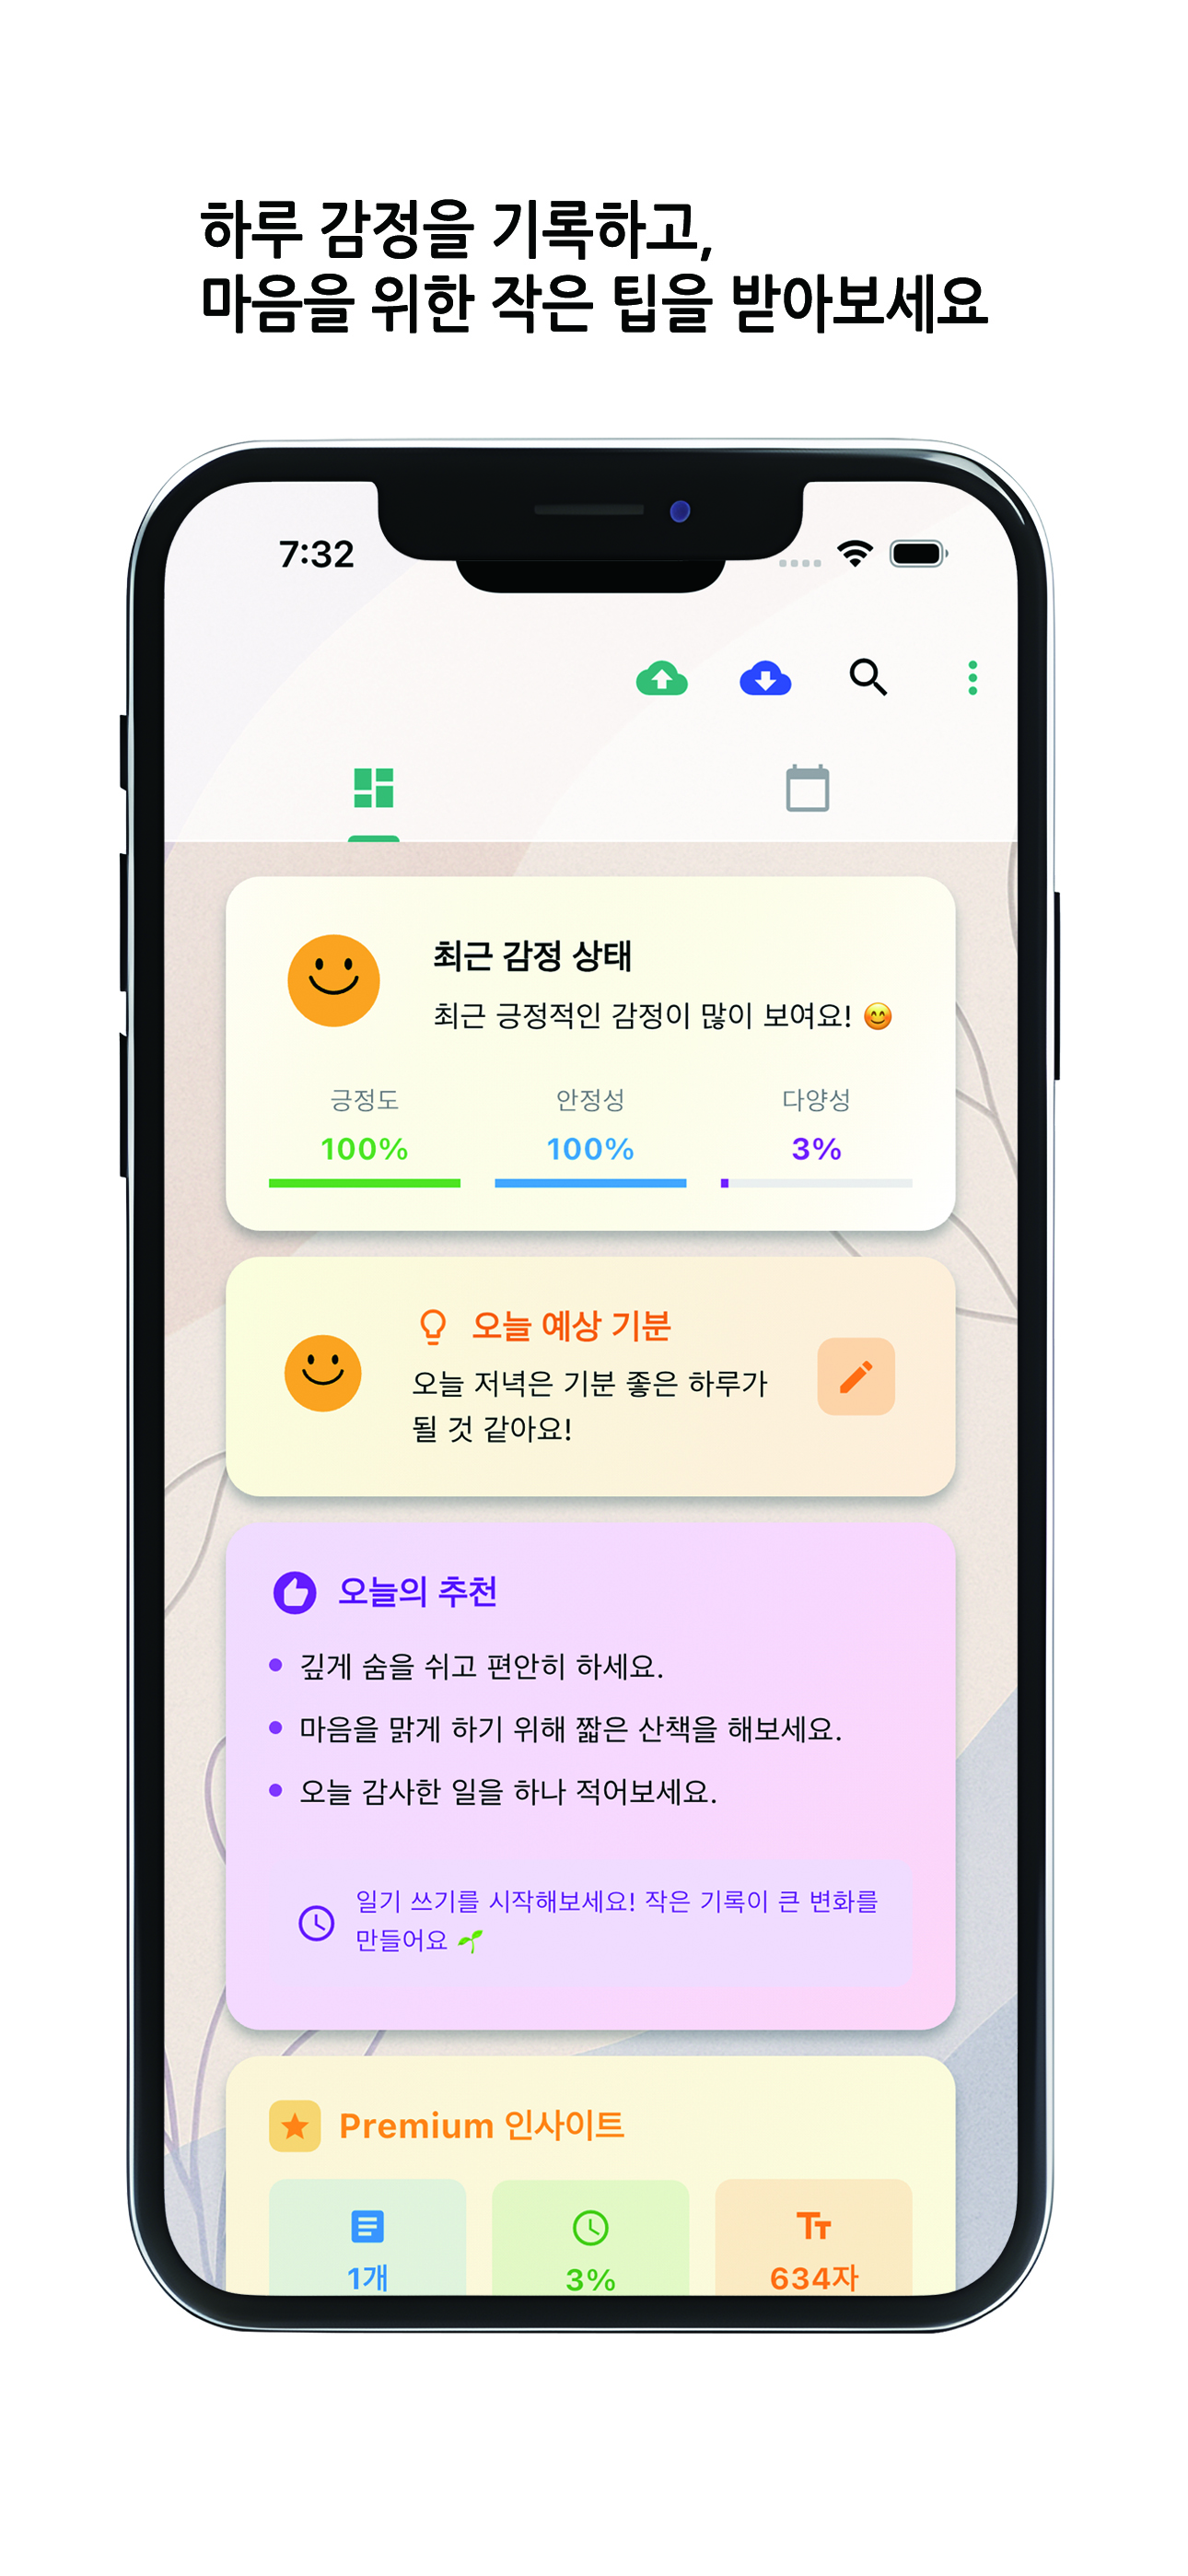 하루 감정을 기록하고,
마음을 위한 작은 팁을 받아보세요
7:32
최근 감정 상태
최근 긍정적인 감정이 많이 보여요! 😊
긍정도 안정성 다양성
100% 100% 3%
오늘 예상 기분
오늘 저녁은 기분 좋은 하루가
될 것 같아요!
오늘의 추천
• 깊게 숨을 쉬고 편안히 하세요.
• 마음을 맑게 하기 위해 짧은 산책을 해보세요.
• 오늘 감사한 일을 하나 적어보세요.
일기 쓰기를 시작해보세요! 작은 기록이 큰 변화를
만들어요 🌱
Premium 인사이트
1개 3% 634자